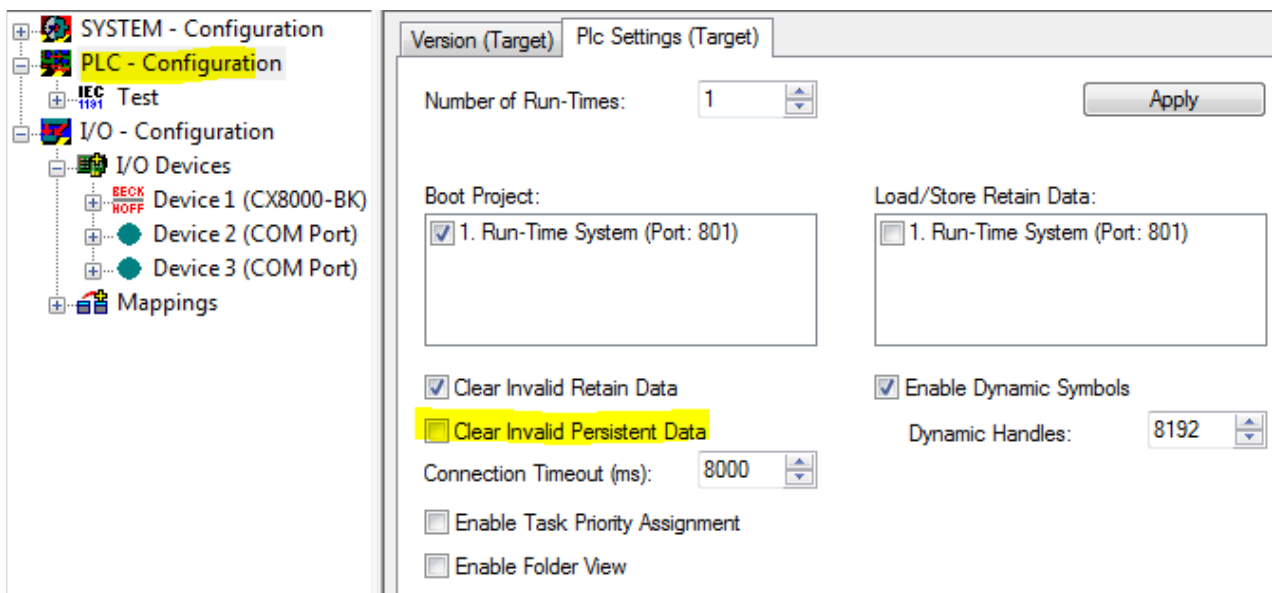 SYSTEM - Configuration
PLC - Configuration
IEC
1131
Test
I/O - Configuration
I/O Devices
BECK
HOFF
Device 1 (CX8000-BK)
Device 2 (COM Port)
Device 3 (COM Port)
Mappings
Version (Target)
Plc Settings (Target)
Number of Run-Times:
1
Apply
Boot Project:
Load/Store Retain Data:
1. Run-Time System (Port: 801)
1. Run-Time System (Port: 801)
Clear Invalid Retain Data
Enable Dynamic Symbols
Clear Invalid Persistent Data
Dynamic Handles:
8192
Connection Timeout (ms):
8000
Enable Task Priority Assignment
Enable Folder View